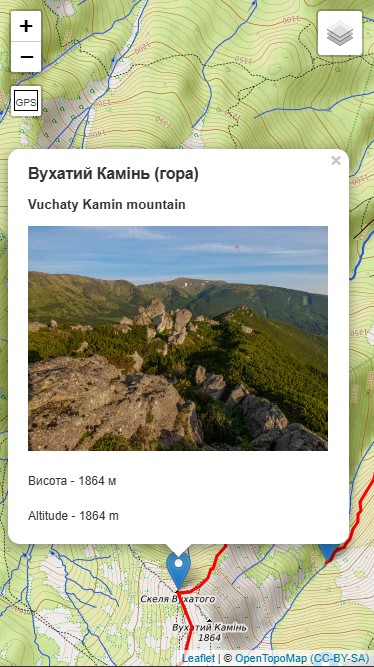 +
−
GPS
×
Вухатий Камінь (гора)
Vuchaty Kamin mountain
Висота - 1864 м
Altitude - 1864 m
Скеля Вухатого
Вухатий Камінь
1864
Leaflet | © OpenTopoMap (CC-BY-SA)